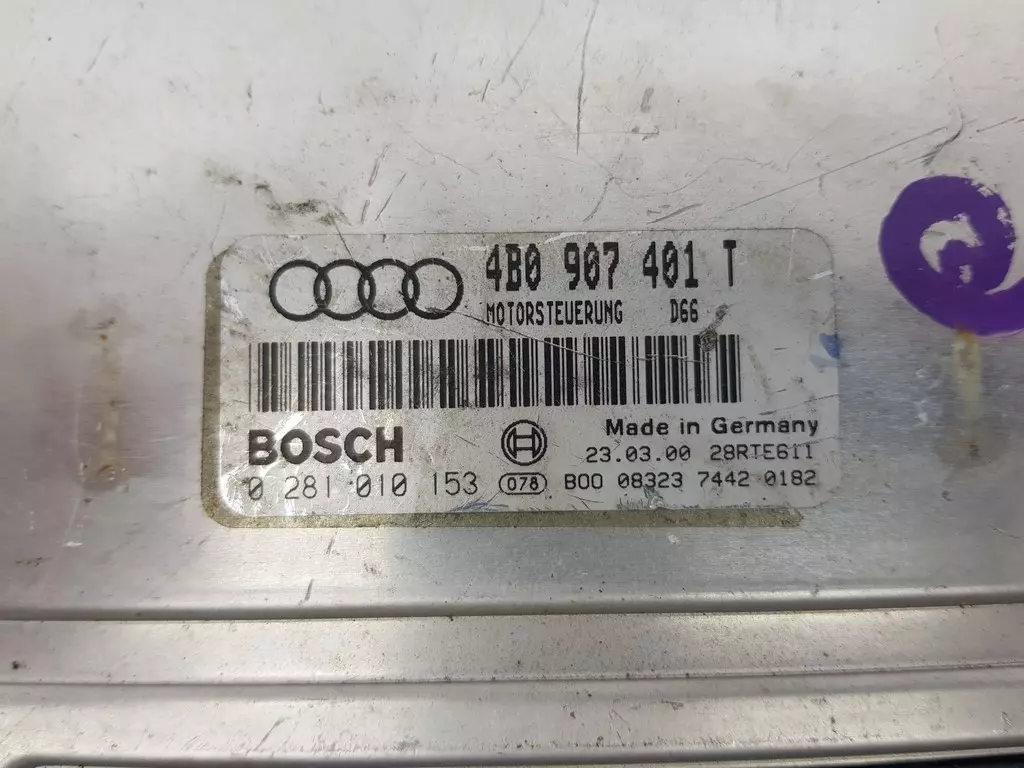 4B0 907 401 T
MOTORSTEUERUNG D66
BOSCH
Made in Germany
23.03.00 28RTE611
0 281 010 153 078 B00 08323 7442 0182